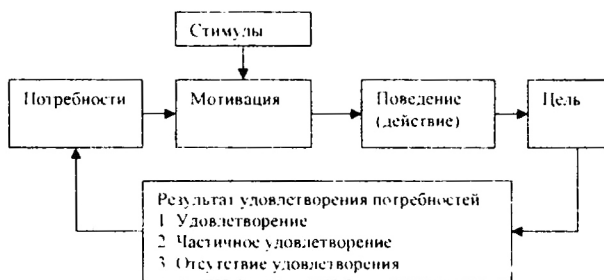 Стимулы
Потребности
Мотивация
Поведение
(действие)
Цель
Результат удовлетворения потребностей
1 Удовлетворение
2 Частичное удовлетворение
3 Отсутствие удовлетворения